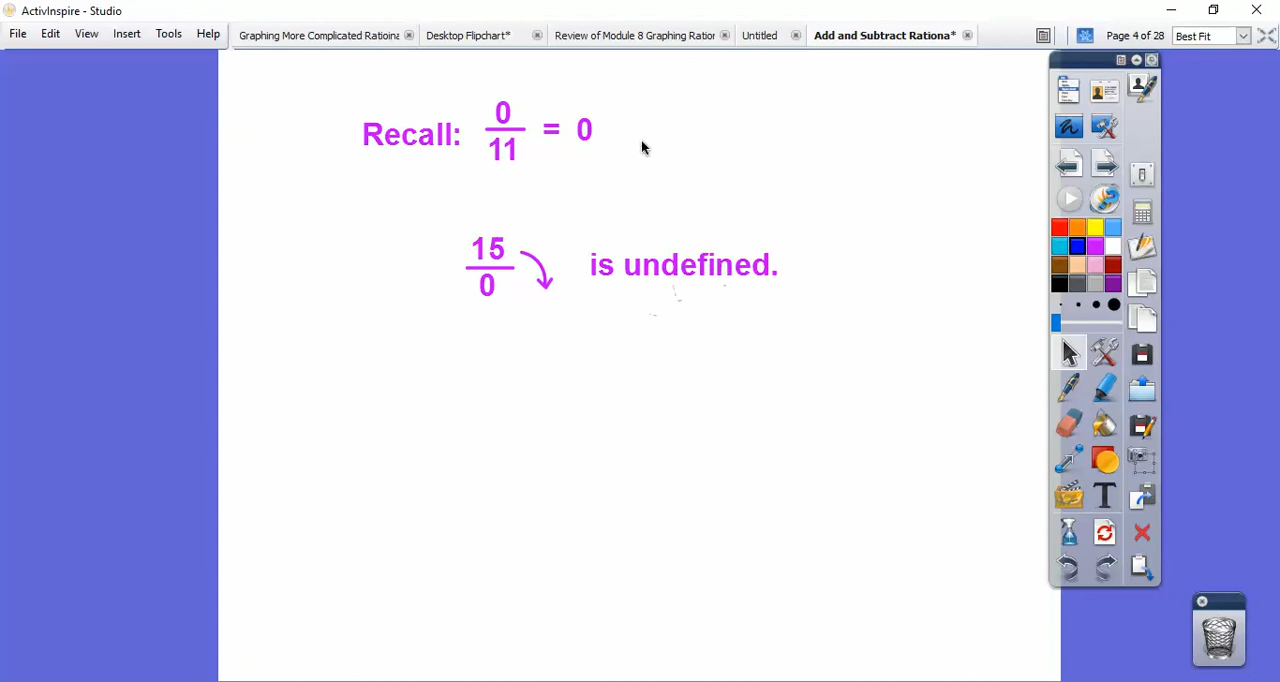 ActivInspire - Studio
File Edit View Insert Tools Help
Graphing More Complicated Rationa
Desktop Flipchart*
Review of Module 8 Graphing Ration
Untitled
Add and Subtract Rationa*
Page 4 of 28
Best Fit
Recall: 0/11 = 0
15/0 is undefined.
T